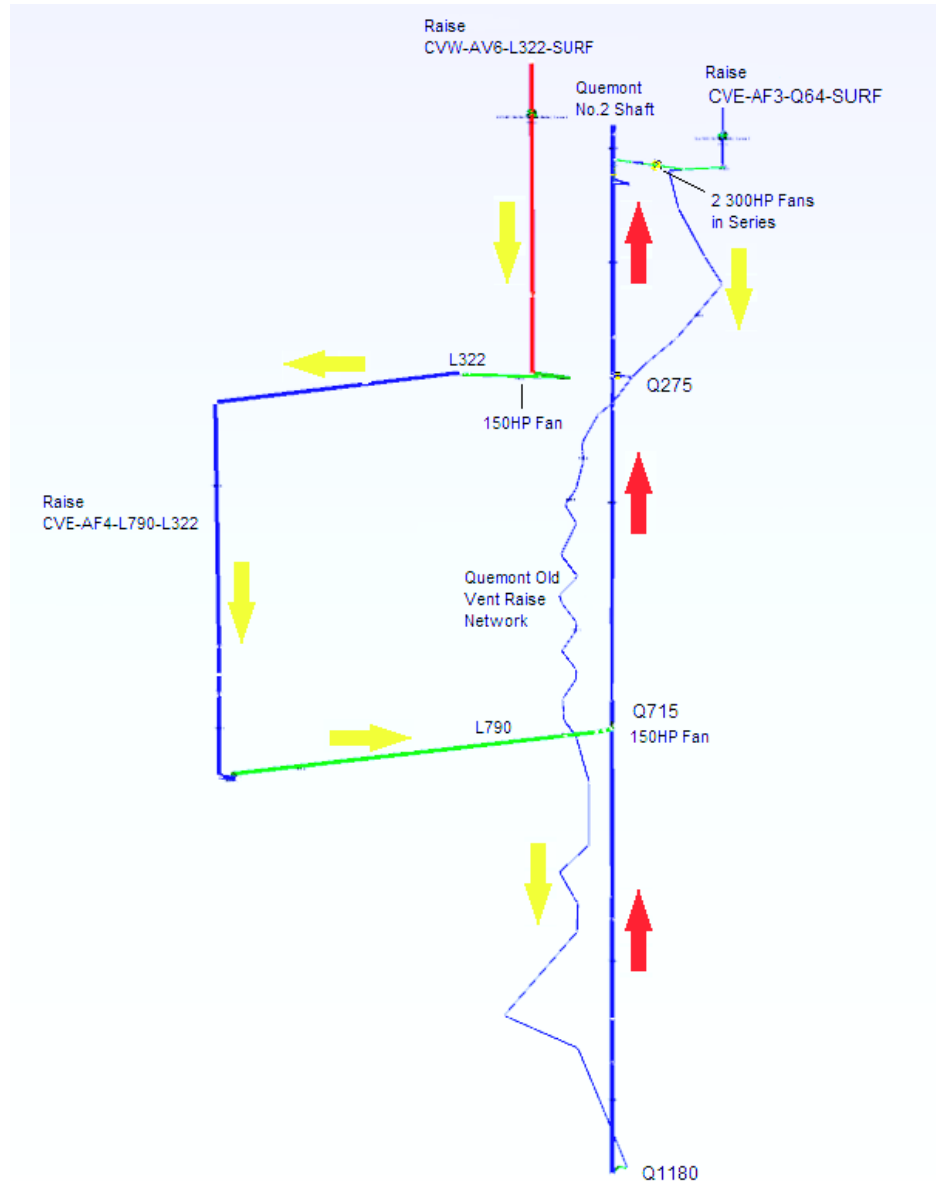 Raise
CVW-AV6-L322-SURF
Raise
CVE-AF3-Q64-SURF
Quemont
No.2 Shaft
2 300HP Fans
in Series
L322
Q275
150HP Fan
Raise
CVE-AF4-L790-L322
Quemont Old
Vent Raise
Network
Q715
L790
150HP Fan
Q1180